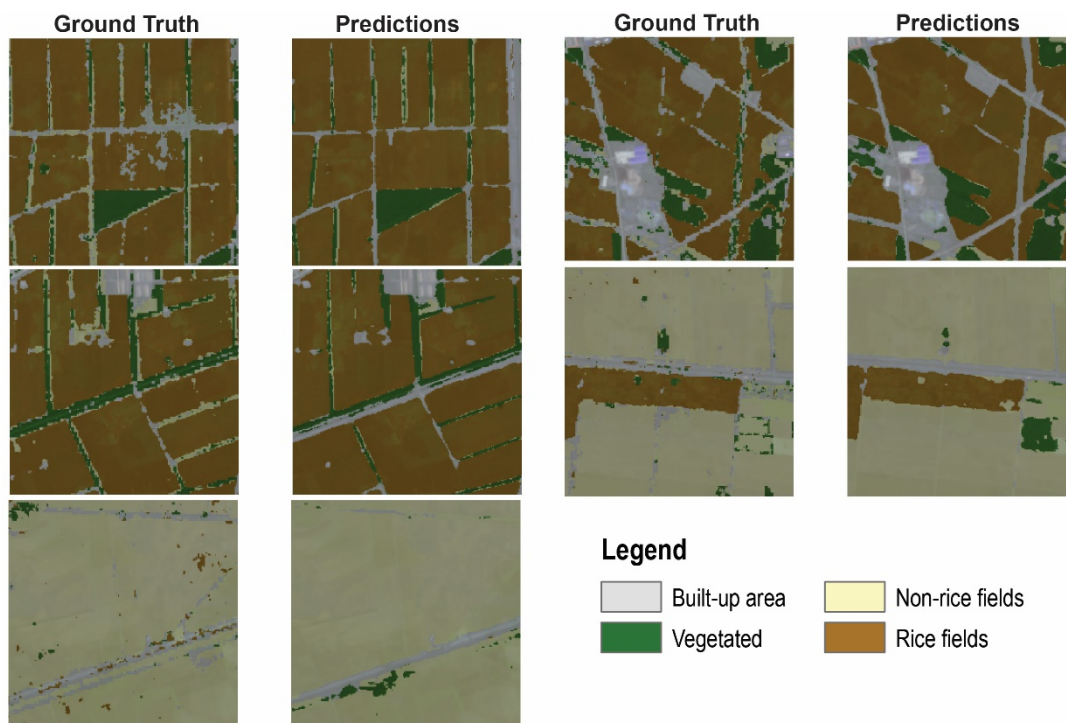 Ground Truth
Predictions
Ground Truth
Predictions
Legend
Built-up area
Non-rice fields
Vegetated
Rice fields